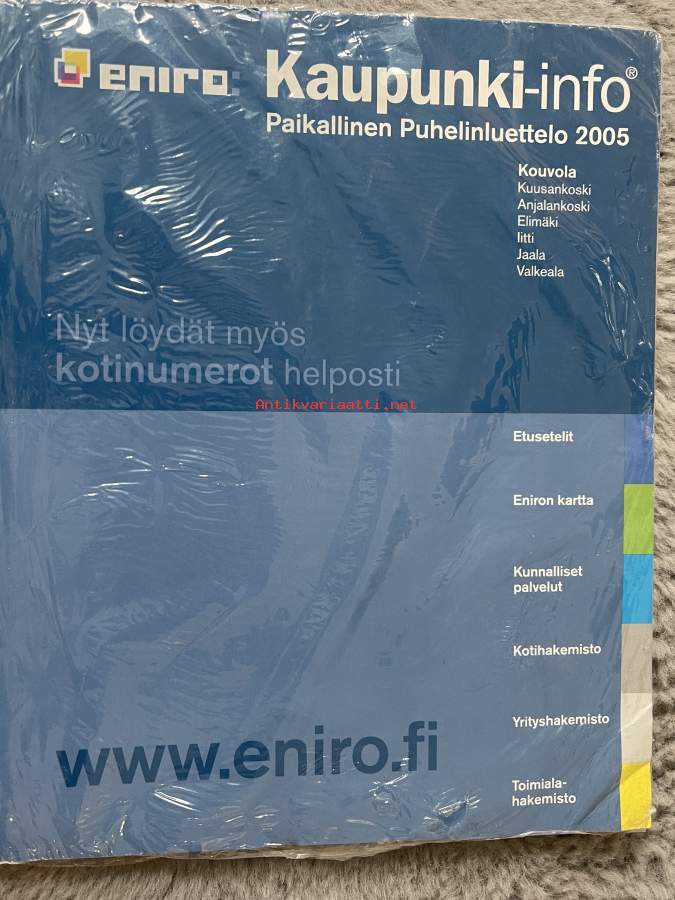 eniro Kaupunki-info®
Paikallinen Puhelinluettelo 2005
Kouvola
Kuusankoski
Anjalankoski
Elimäki
Iitti
Jaala
Valkeala
Nyt löydät myös
kotinumerot helposti
Antikvariaatti.net
Etusetelit
Eniron kartta
Kunnalliset
palvelut
Kotihakemisto
Yrityshakemisto
Toimiala-
hakemisto
www.eniro.fi